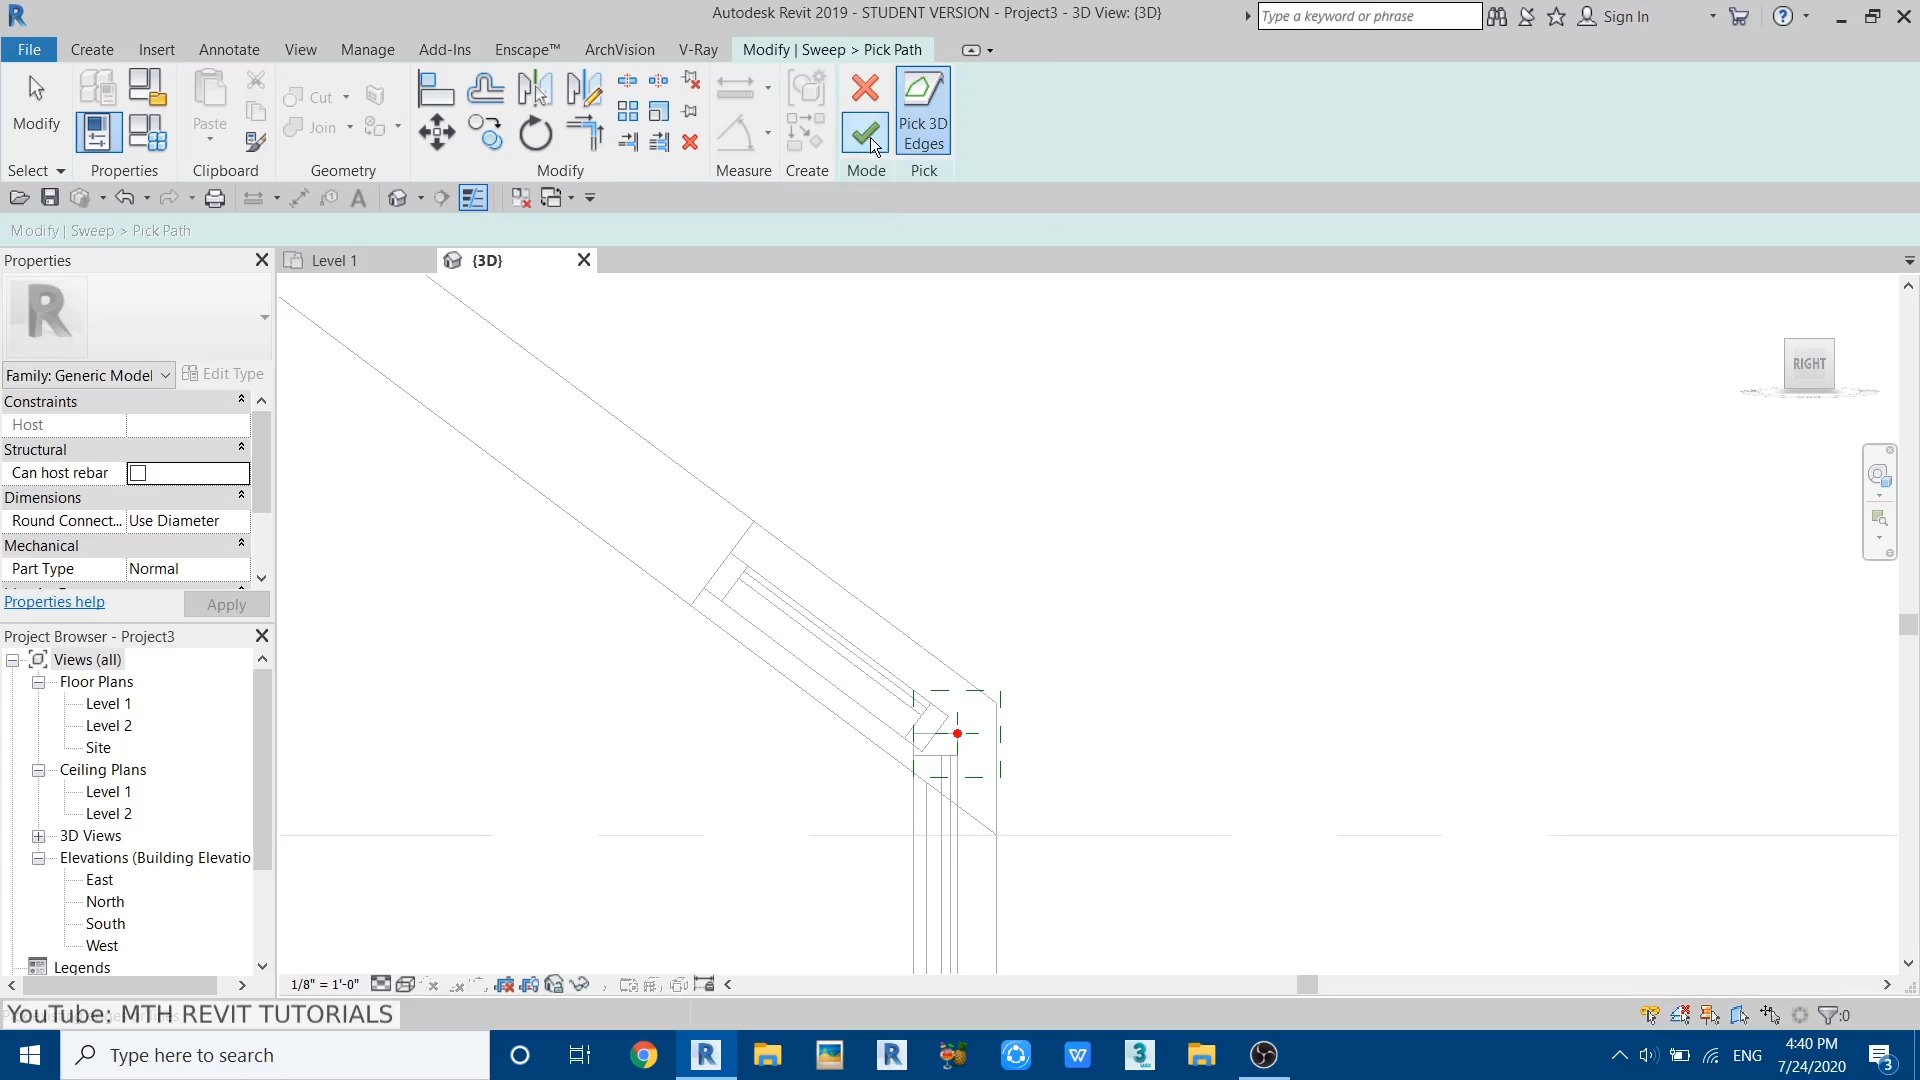 Autodesk Revit 2019 - STUDENT VERSION - Project3 - 3D View: {3D}
Type a keyword or phrase
Sign In
File
Create
Insert
Annotate
View
Manage
Add-Ins
Enscape™
ArchVision
V-Ray
Modify | Sweep > Pick Path
Modify
Paste
Cut
Join
Pick 3D
Edges
Select
Properties
Clipboard
Geometry
Modify
Measure
Create
Mode
Pick
Modify | Sweep > Pick Path
Properties
Level 1
{3D}
Family: Generic Model
Edit Type
Constraints
Host
Structural
Can host rebar
Dimensions
Round Connect...
Use Diameter
Mechanical
Part Type
Normal
Properties help
Apply
Project Browser - Project3
Views (all)
Floor Plans
Level 1
Level 2
Site
Ceiling Plans
Level 1
Level 2
3D Views
Elevations (Building Elevatio
East
North
South
West
Legends
RIGHT
1/8" = 1'-0"
YouTube: MTH REVIT TUTORIALS
:0
Type here to search
ENG
4:40 PM
7/24/2020
3